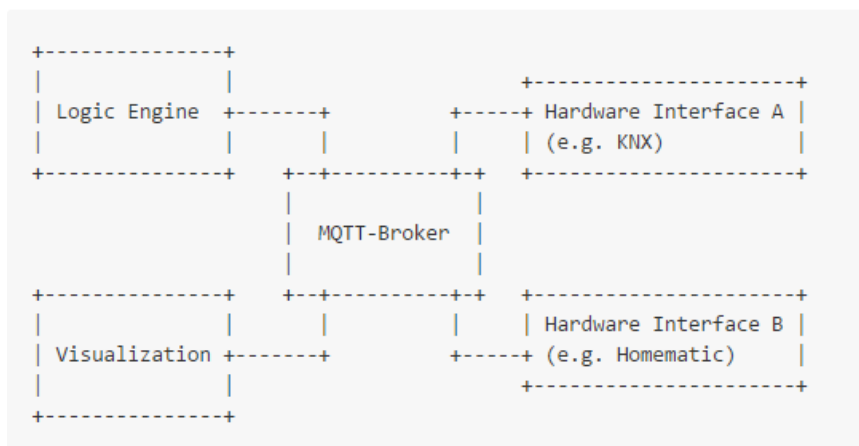 Logic Engine
Hardware Interface A
(e.g. KNX)
MQTT-Broker
Visualization
Hardware Interface B
(e.g. Homematic)